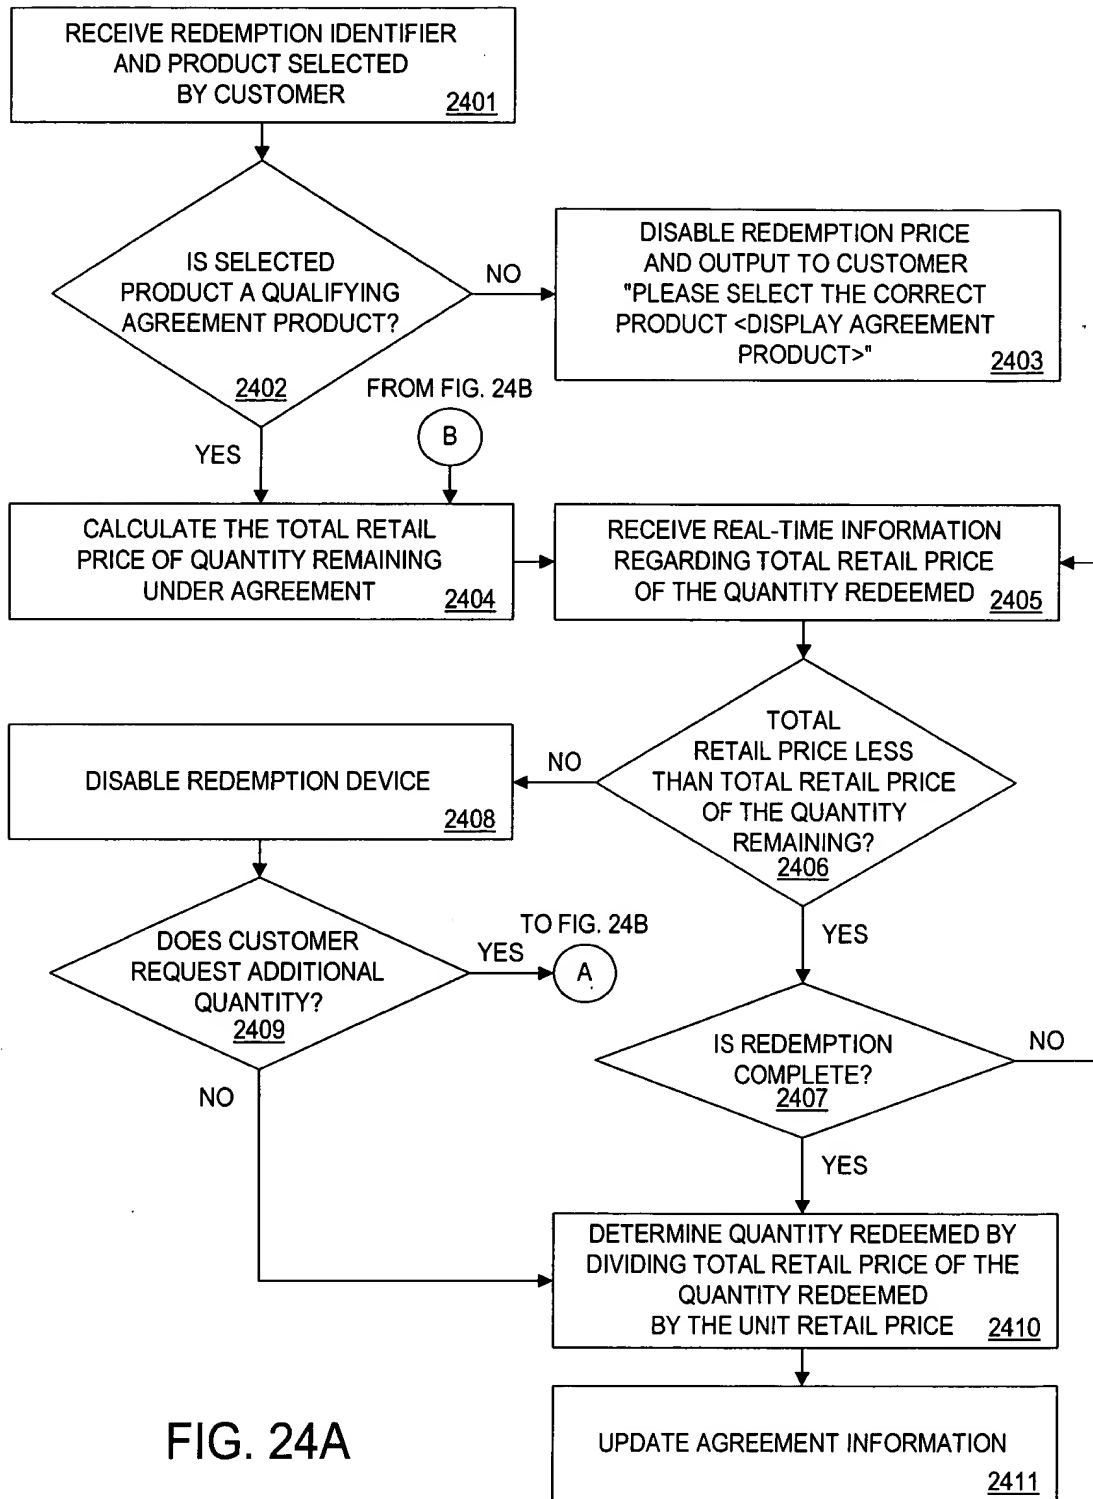 RECEIVE REDEMPTION IDENTIFIER
AND PRODUCT SELECTED
BY CUSTOMER
2401
IS SELECTED
PRODUCT A QUALIFYING
AGREEMENT PRODUCT?
2402
NO
DISABLE REDEMPTION PRICE
AND OUTPUT TO CUSTOMER
"PLEASE SELECT THE CORRECT
PRODUCT <DISPLAY AGREEMENT
PRODUCT>"
2403
YES
FROM FIG. 24B
B
CALCULATE THE TOTAL RETAIL
PRICE OF QUANTITY REMAINING
UNDER AGREEMENT
2404
RECEIVE REAL-TIME INFORMATION
REGARDING TOTAL RETAIL PRICE
OF THE QUANTITY REDEEMED
2405
TOTAL
RETAIL PRICE LESS
THAN TOTAL RETAIL PRICE
OF THE QUANTITY
REMAINING?
2406
NO
DISABLE REDEMPTION DEVICE
2408
DOES CUSTOMER
REQUEST ADDITIONAL
QUANTITY?
2409
YES
TO FIG. 24B
A
YES
IS REDEMPTION
COMPLETE?
2407
NO
NO
YES
DETERMINE QUANTITY REDEEMED BY
DIVIDING TOTAL RETAIL PRICE OF THE
QUANTITY REDEEMED
BY THE UNIT RETAIL PRICE
2410
UPDATE AGREEMENT INFORMATION
2411
FIG. 24A